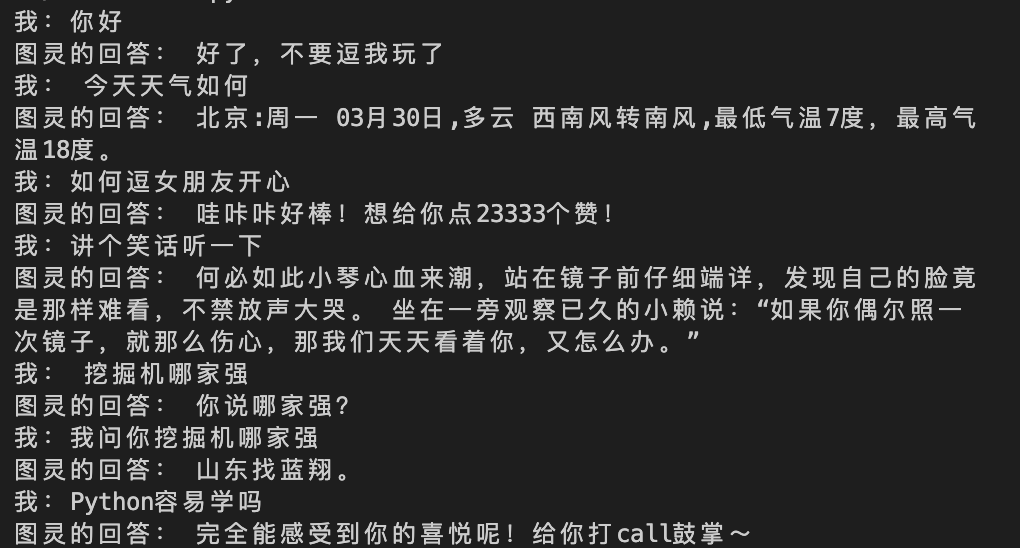 我：你好
图灵的回答： 好了，不要逗我玩了
我： 今天天气如何
图灵的回答： 北京:周一 03月30日,多云 西南风转南风,最低气温7度，最高气
温18度。
我：如何逗女朋友开心
图灵的回答： 哇咔咔好棒！想给你点23333个赞！
我：讲个笑话听一下
图灵的回答： 何必如此小琴心血来潮，站在镜子前仔细端详，发现自己的脸竟
是那样难看，不禁放声大哭。 坐在一旁观察已久的小赖说：“如果你偶尔照一
次镜子，就那么伤心，那我们天天看着你，又怎么办。”
我： 挖掘机哪家强
图灵的回答： 你说哪家强？
我：我问你挖掘机哪家强
图灵的回答： 山东找蓝翔。
我：Python容易学吗
图灵的回答： 完全能感受到你的喜悦呢！给你打call鼓掌～